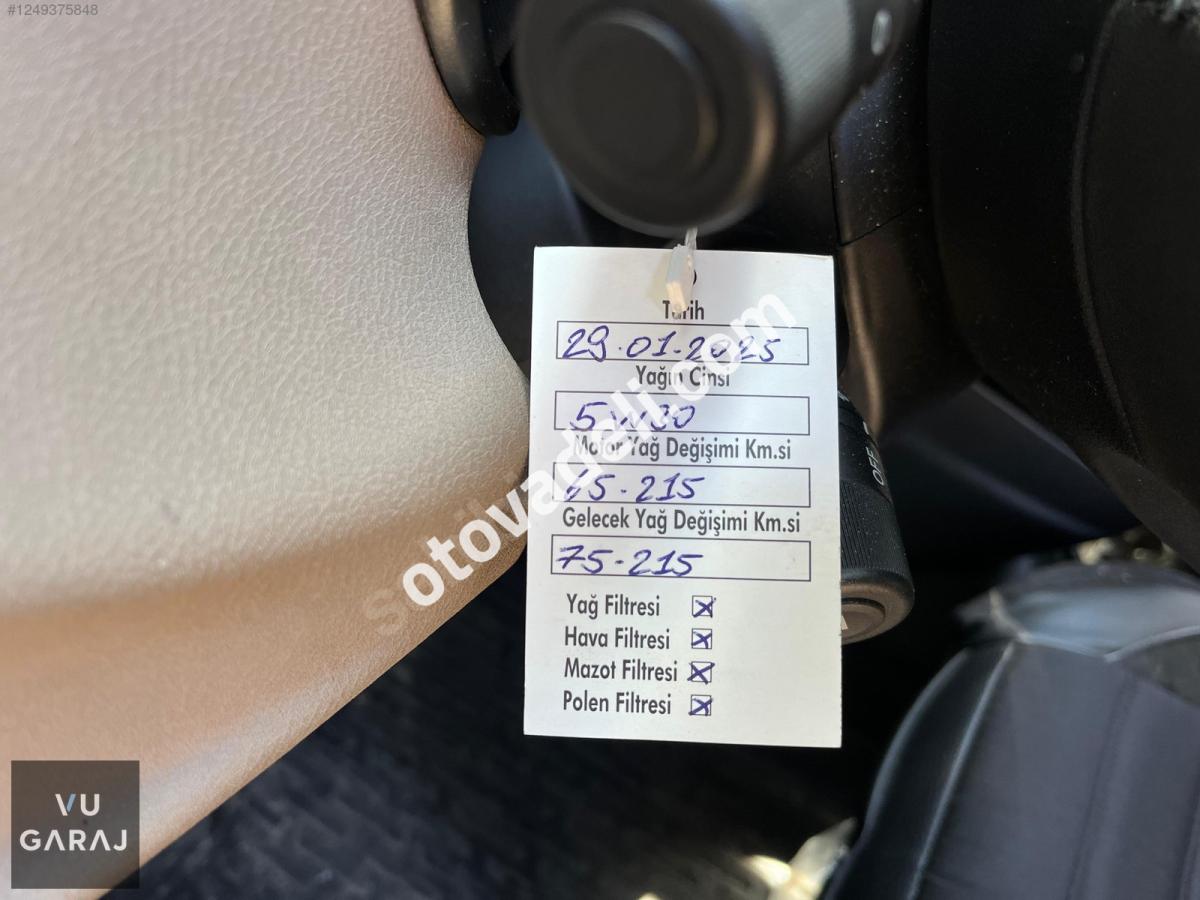 #1249375848
Tarih
29.01.2025
Yağın Cinsi
5w30
Motor Yağ Değişimi Km.si
65-215
Gelecek Yağ Değişimi Km.si
75-215
Yağ Filtresi
Hava Filtresi
Mazot Filtresi
Polen Filtresi
OFF
sotovadeli.com
VU
GARAJ